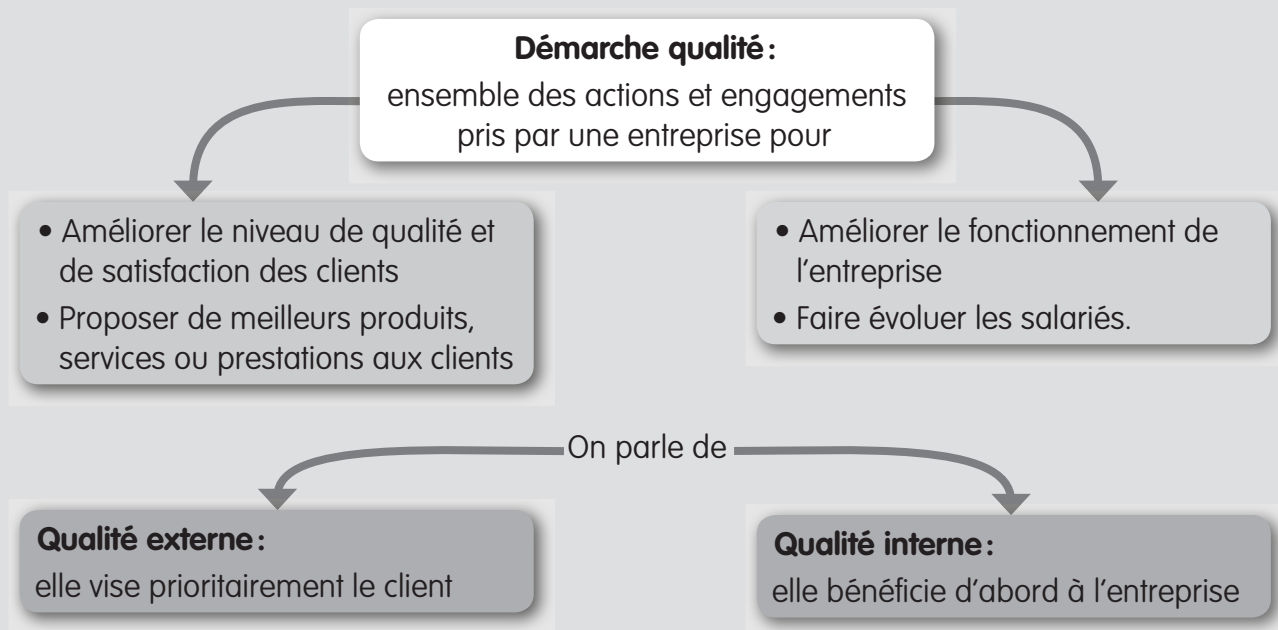 Démarche qualité :
ensemble des actions et engagements
pris par une entreprise pour
• Améliorer le niveau de qualité et
de satisfaction des clients
• Proposer de meilleurs produits,
services ou prestations aux clients
• Améliorer le fonctionnement de
l'entreprise
• Faire évoluer les salariés.
On parle de
Qualité externe :
elle vise prioritairement le client
Qualité interne :
elle bénéficie d'abord à l'entreprise